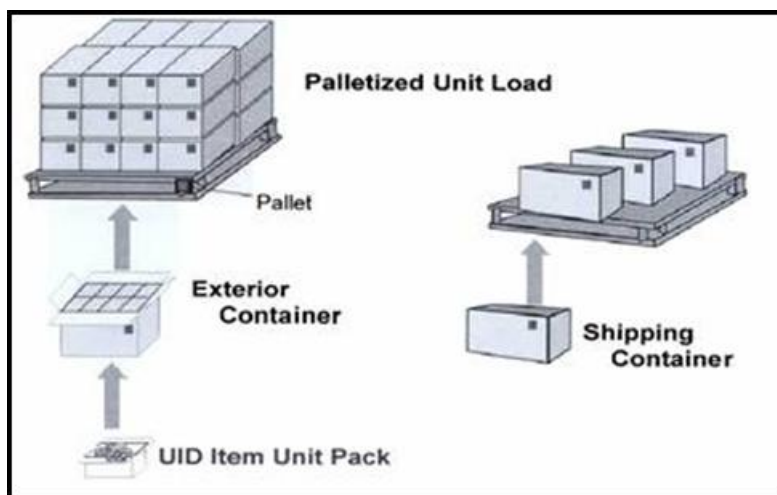 Palletized Unit Load
Pallet
Exterior
Container
Shipping
Container
UID Item Unit Pack